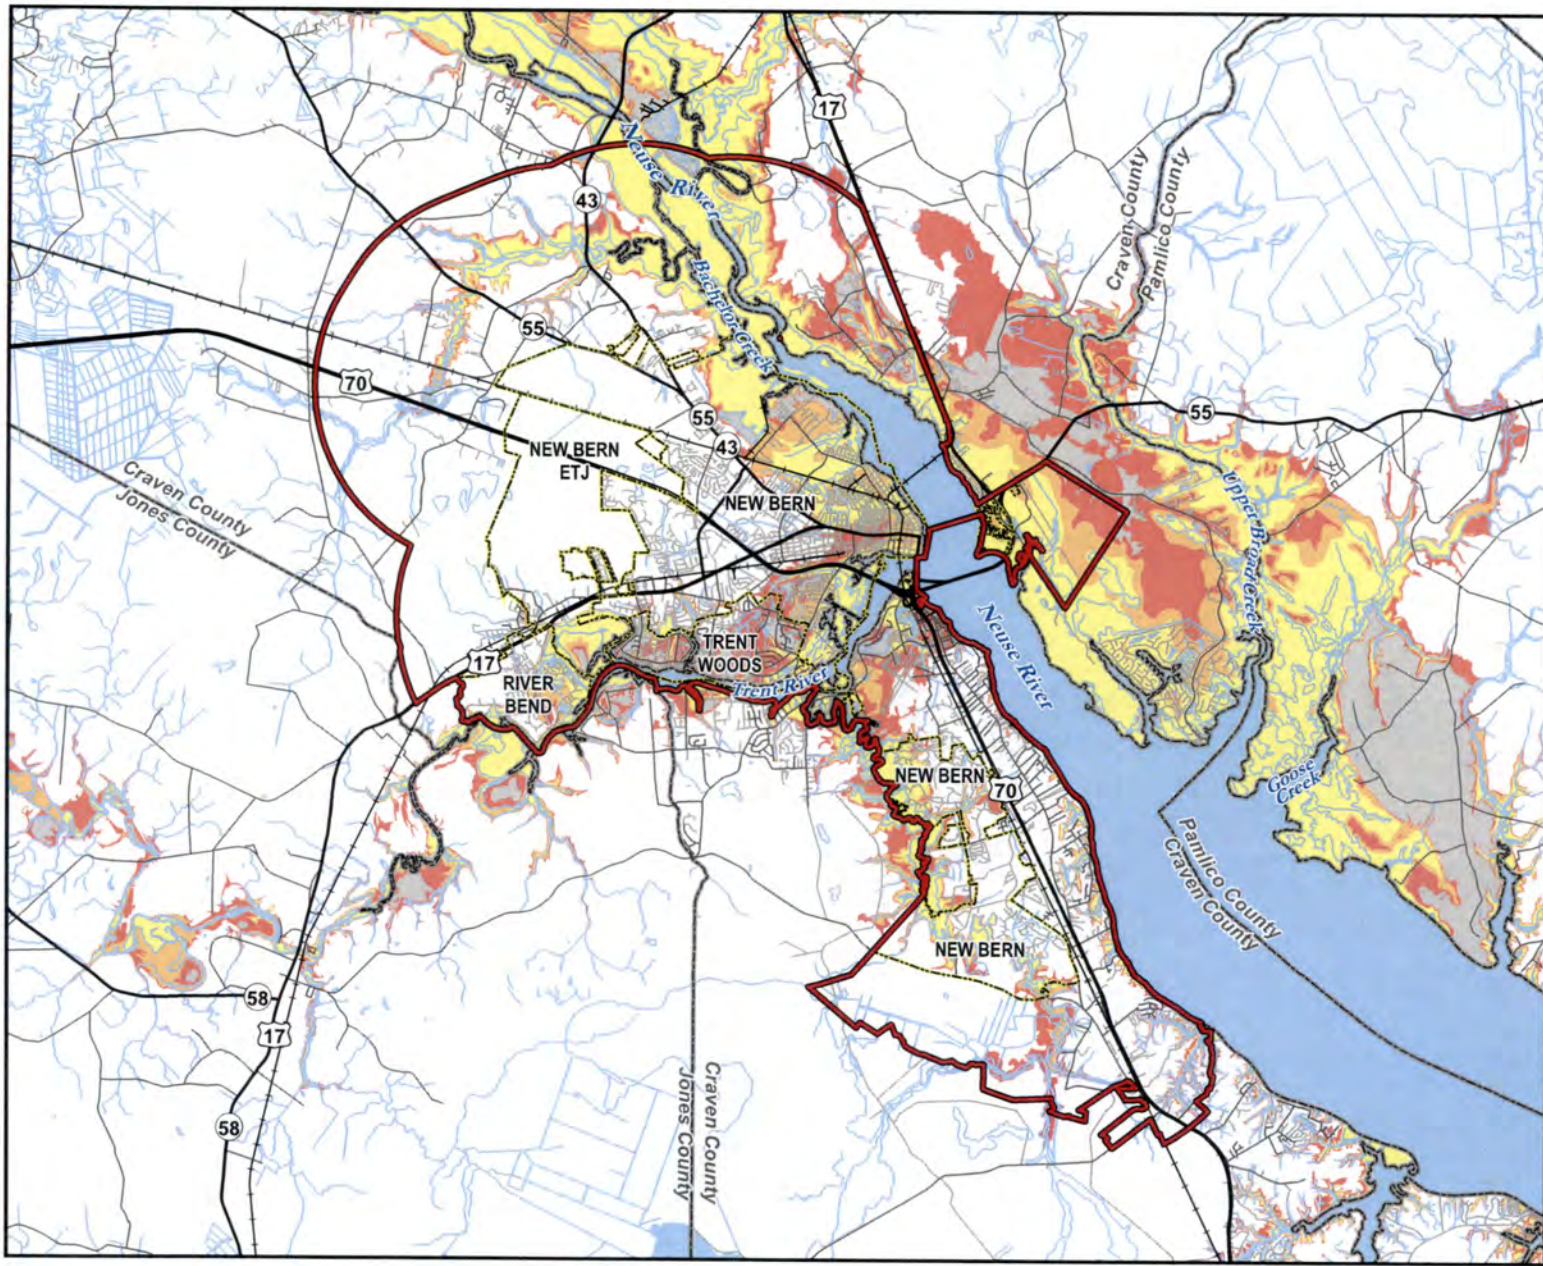 17
Neuse River
43
Craven County
Pamlico County
Bachelor Creek
55
70
55
55
43
NEW BERN
ETJ
NEW BERN
Craven County
Jones County
Upper Broad Creek
Neuse River
17
TRENT
WOODS
RIVER
BEND
Trent River
NEW BERN
70
Goose
Creek
Pamlico County
Craven County
NEW BERN
58
17
Craven County
Jones County
58